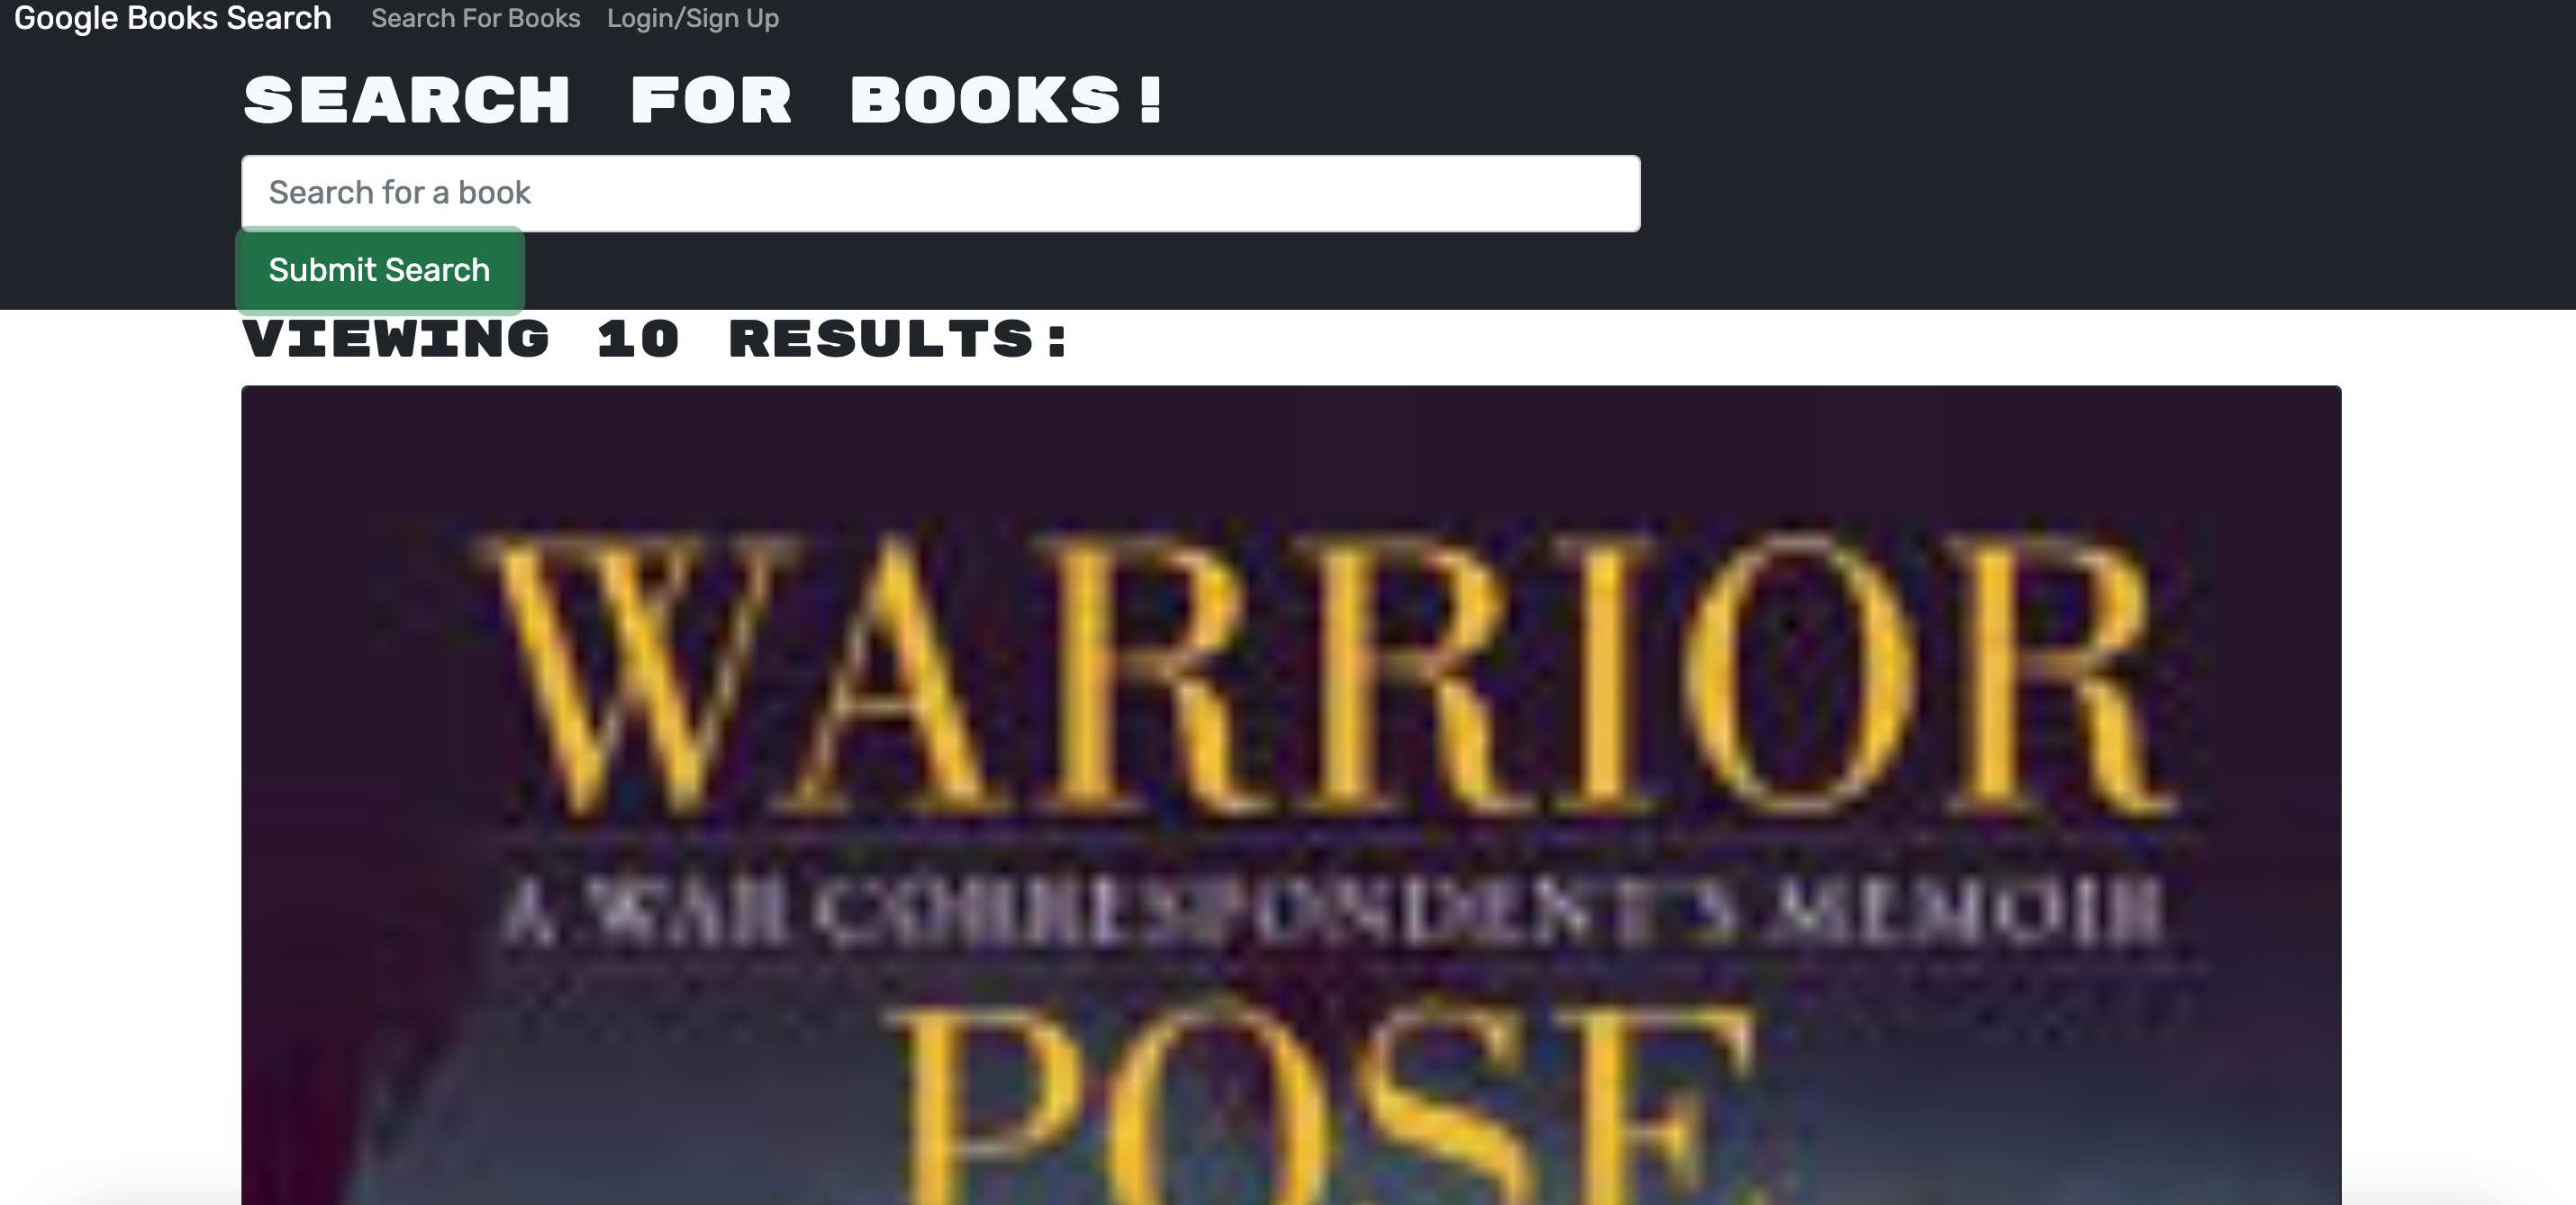 Google Books Search Search For Books Login/Sign Up
SEARCH FOR BOOKS!
Search for a book
Submit Search
VIEWING 10 RESULTS:
WARRIOR
A WAR CORRESPONDENT'S MEMOIR
POSE